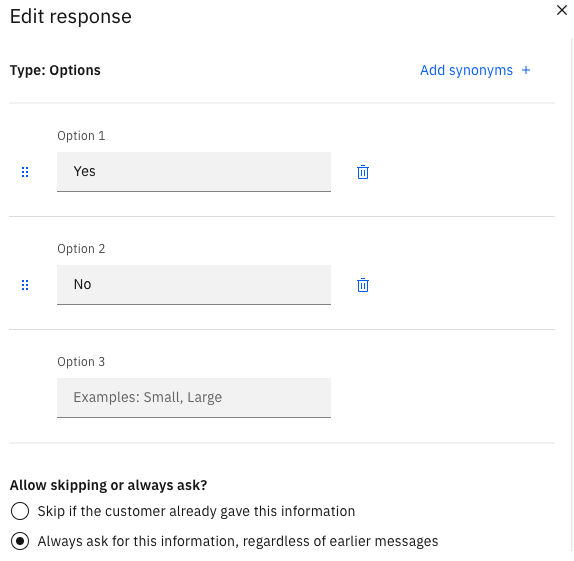 Edit response
Type: Options
Add synonyms +
Option 1
Yes
Option 2
No
Option 3
Examples: Small, Large
Allow skipping or always ask?
Skip if the customer already gave this information
Always ask for this information, regardless of earlier messages